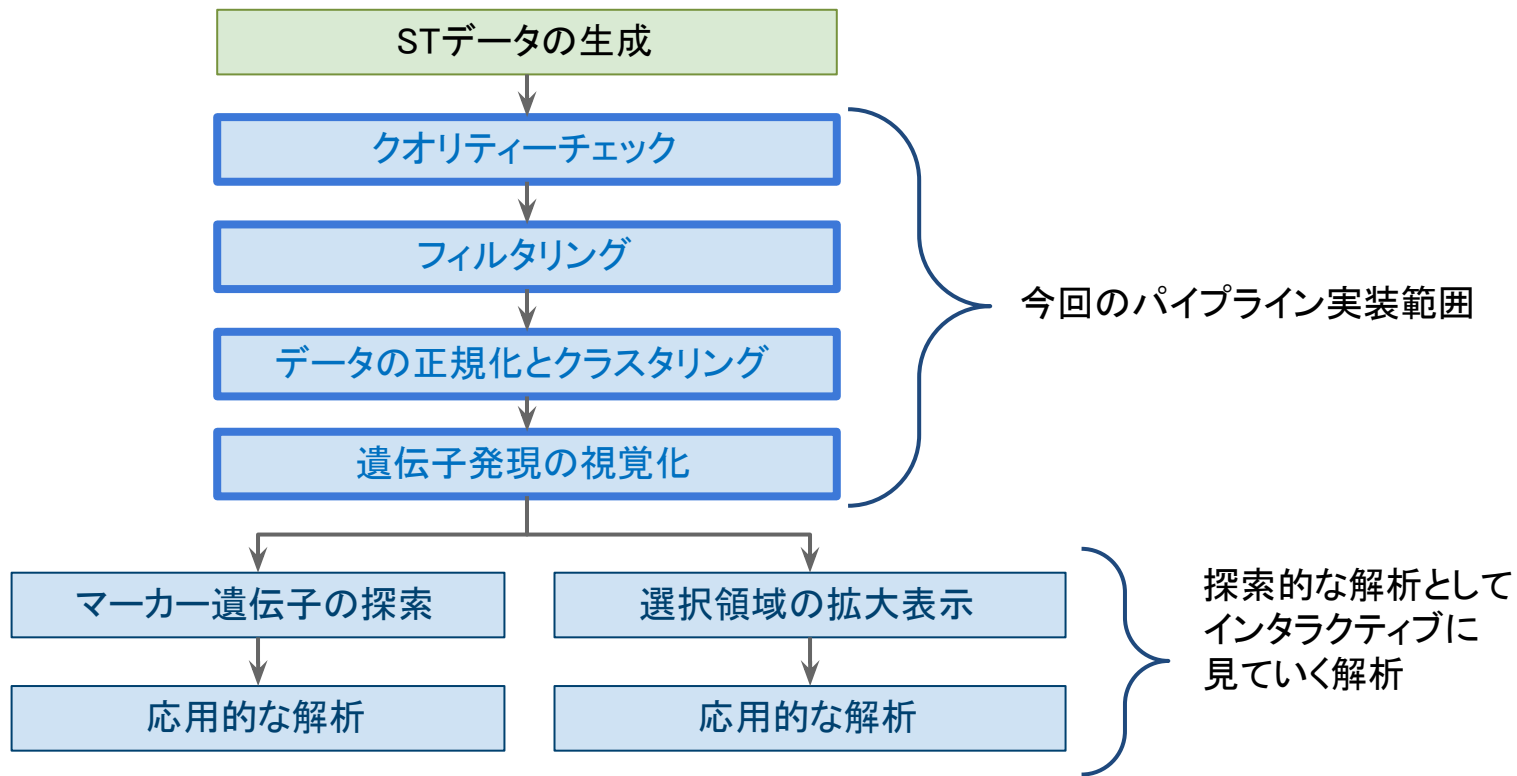 STデータの生成
クオリティーチェック
フィルタリング
データの正規化とクラスタリング
遺伝子発現の視覚化
今回のパイプライン実装範囲
マーカー遺伝子の探索
選択領域の拡大表示
応用的な解析
応用的な解析
探索的な解析として
インタラクティブに
見ていく解析